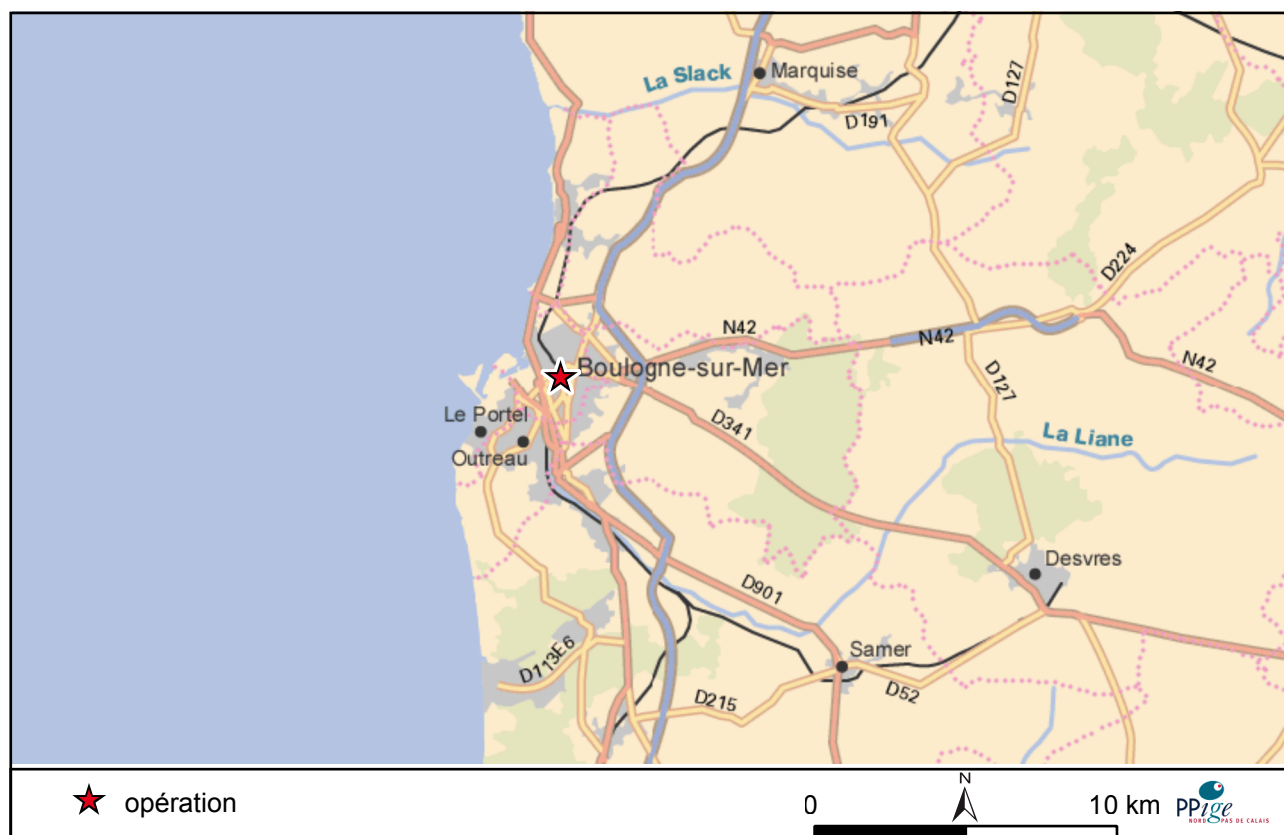 La Slack
Marquise
D127
D191
D224
N42
N42
N42
Boulogne-sur-Mer
D127
Le Portel
Outreau
D341
La Liane
Desvres
D901
Samer
D113E6
D215
D52
opération
0
N
10 km
PPige
NORD PAS DE CALAIS